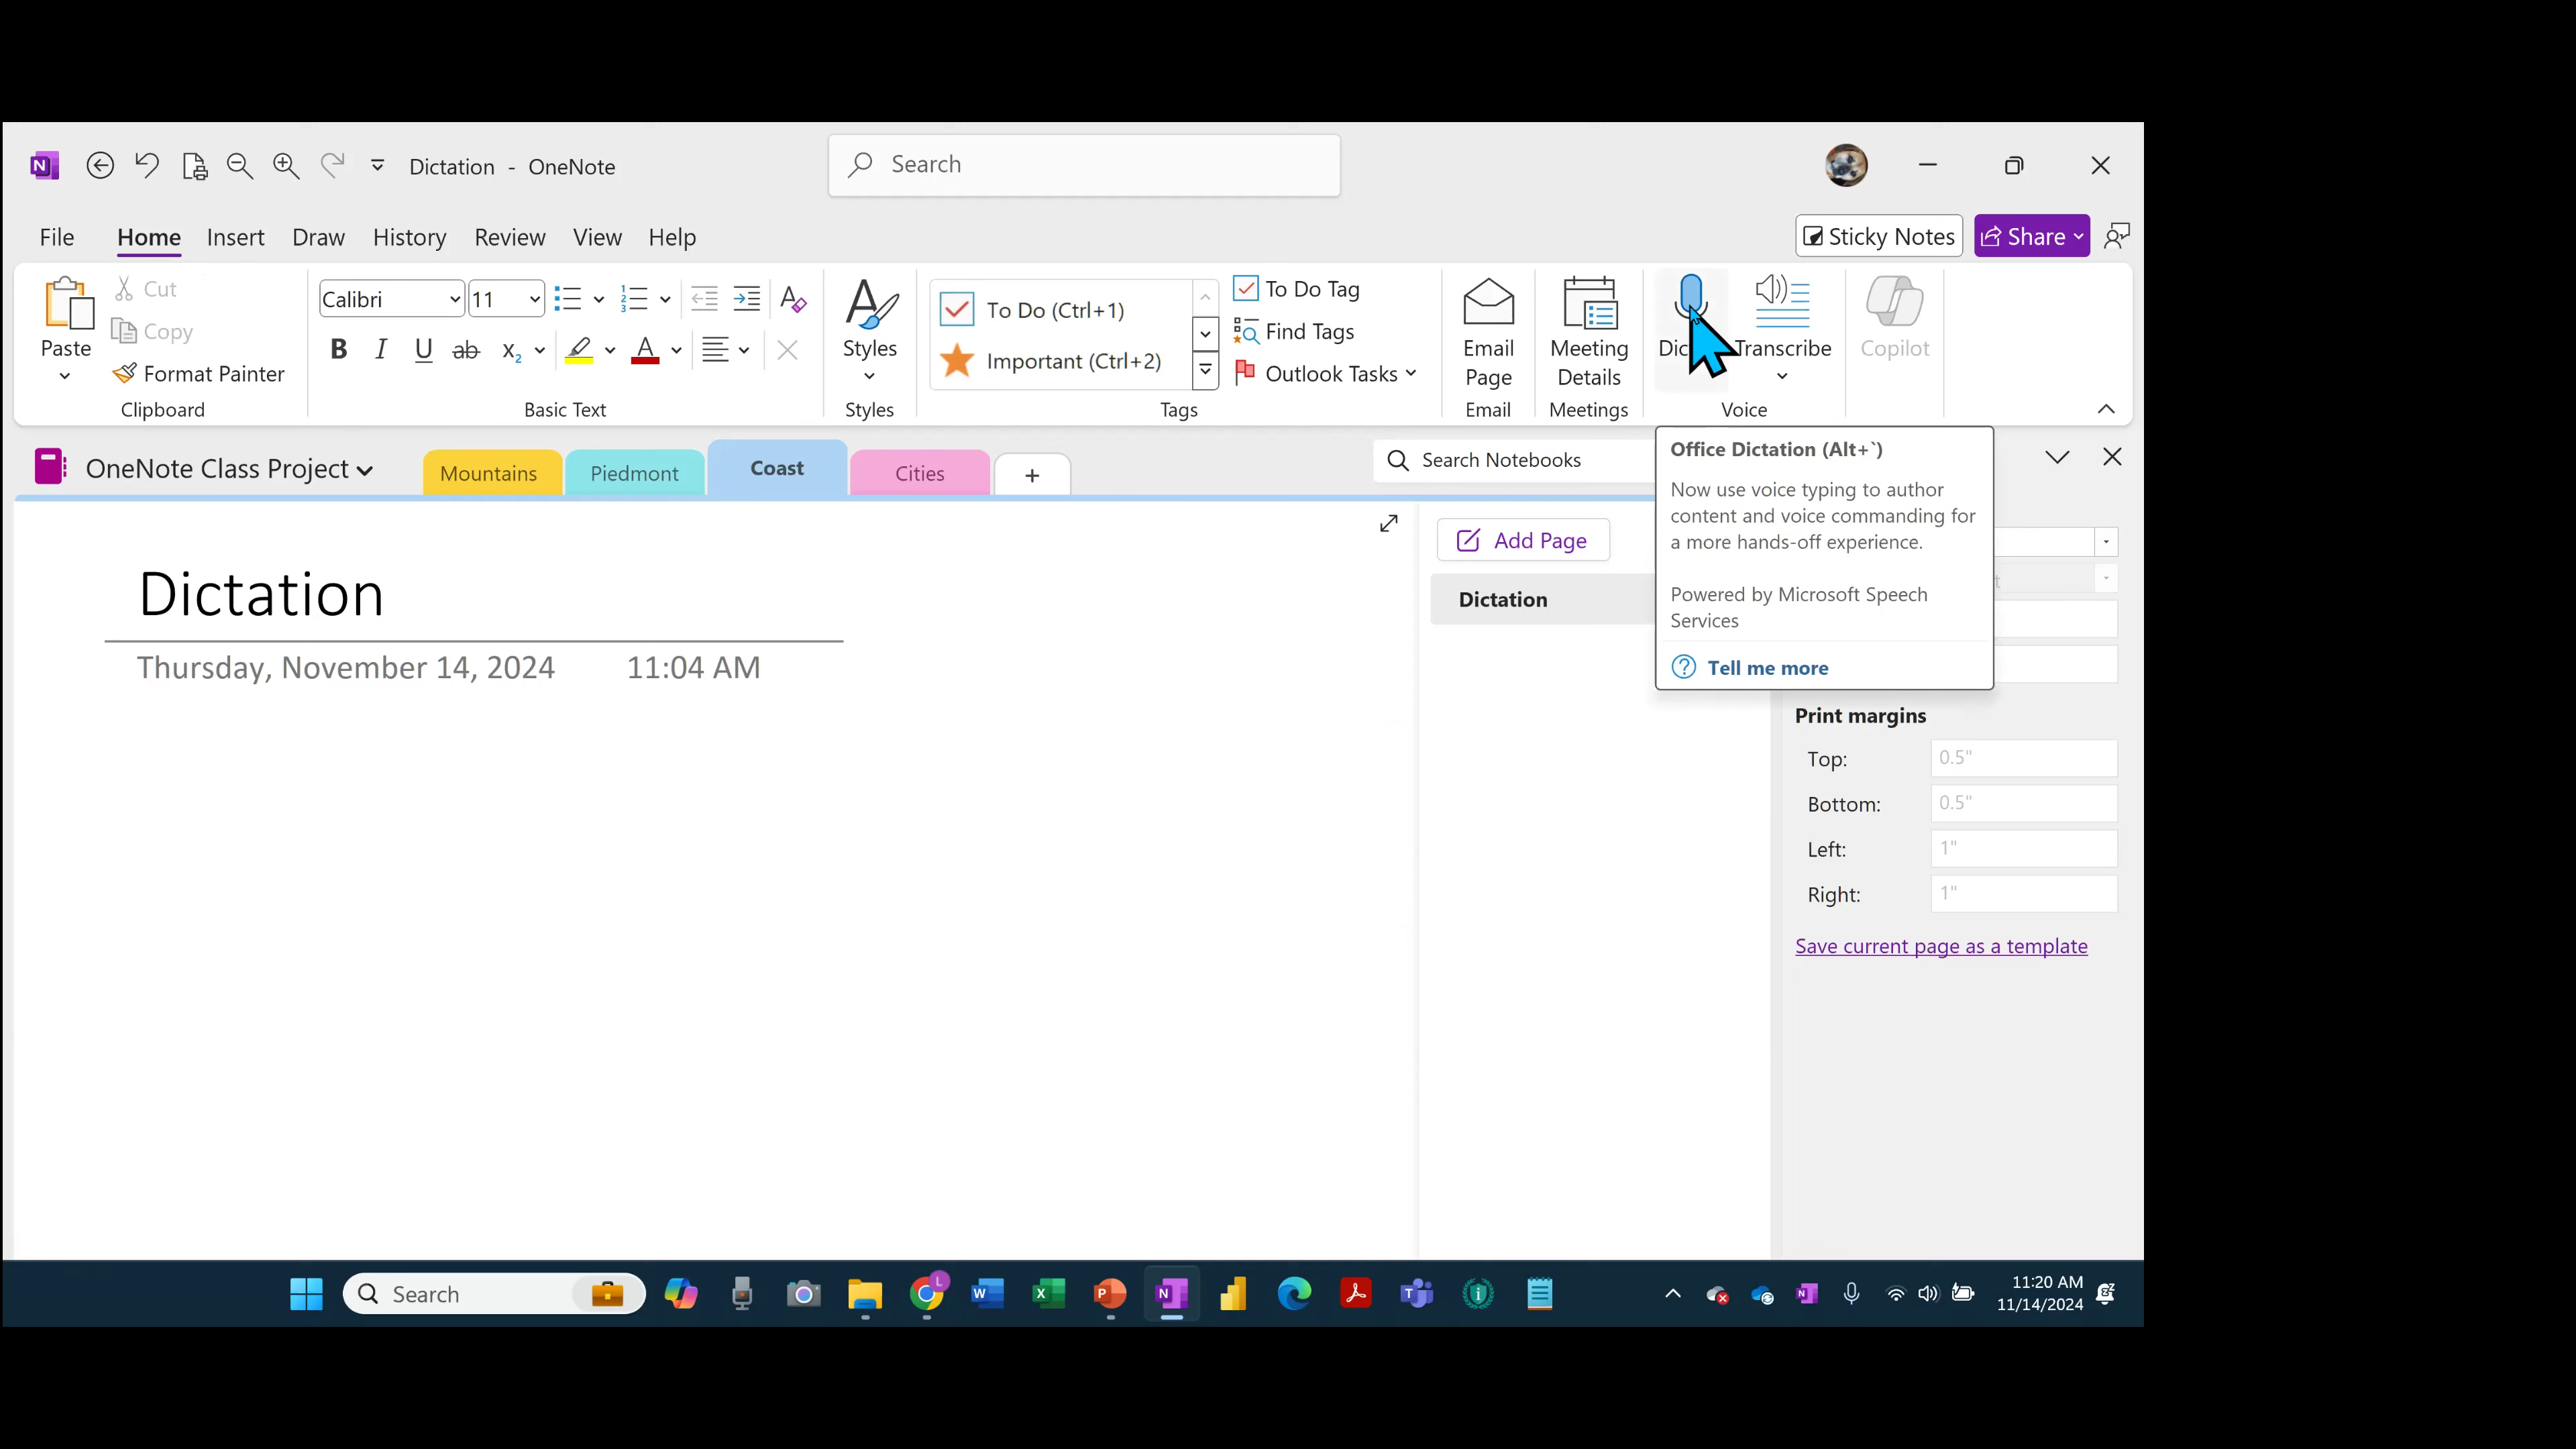 Dictation - OneNote
Search
File Home Insert Draw History Review View Help
Sticky Notes
Share
Paste
Cut
Copy
Format Painter
Clipboard
Calibri
11
B I U ab x₂ A
Basic Text
Styles
Styles
To Do (Ctrl+1)
Important (Ctrl+2)
To Do Tag
Find Tags
Outlook Tasks
Tags
Email
Page
Email
Meeting
Details
Meetings
Transcribe
Voice
Copilot
OneNote Class Project
Mountains
Piedmont
Coast
Cities
+
Search Notebooks
Office Dictation (Alt+`)
Now use voice typing to author
content and voice commanding for
a more hands-off experience.
Powered by Microsoft Speech
Services
Tell me more
Add Page
Dictation
Dictation
Thursday, November 14, 2024 11:04 AM
Print margins
Top: 0.5"
Bottom: 0.5"
Left: 1"
Right: 1"
Save current page as a template
Search
11:20 AM
11/14/2024